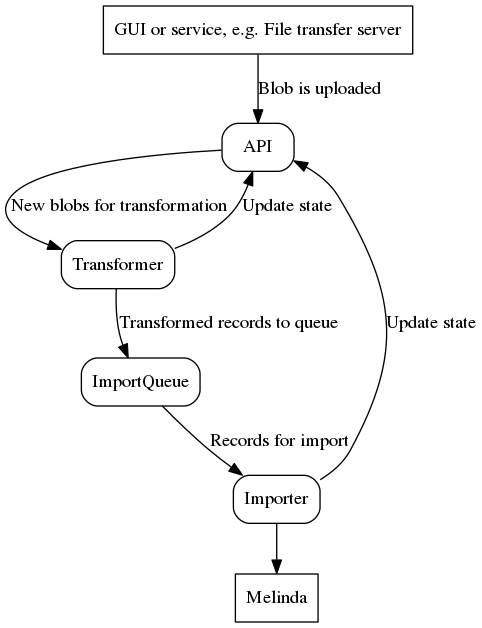 GUI or service, e.g. File transfer server
Blob is uploaded
API
New blobs for transformation
Update state
Transformer
Transformed records to queue
Update state
ImportQueue
Records for import
Importer
Melinda